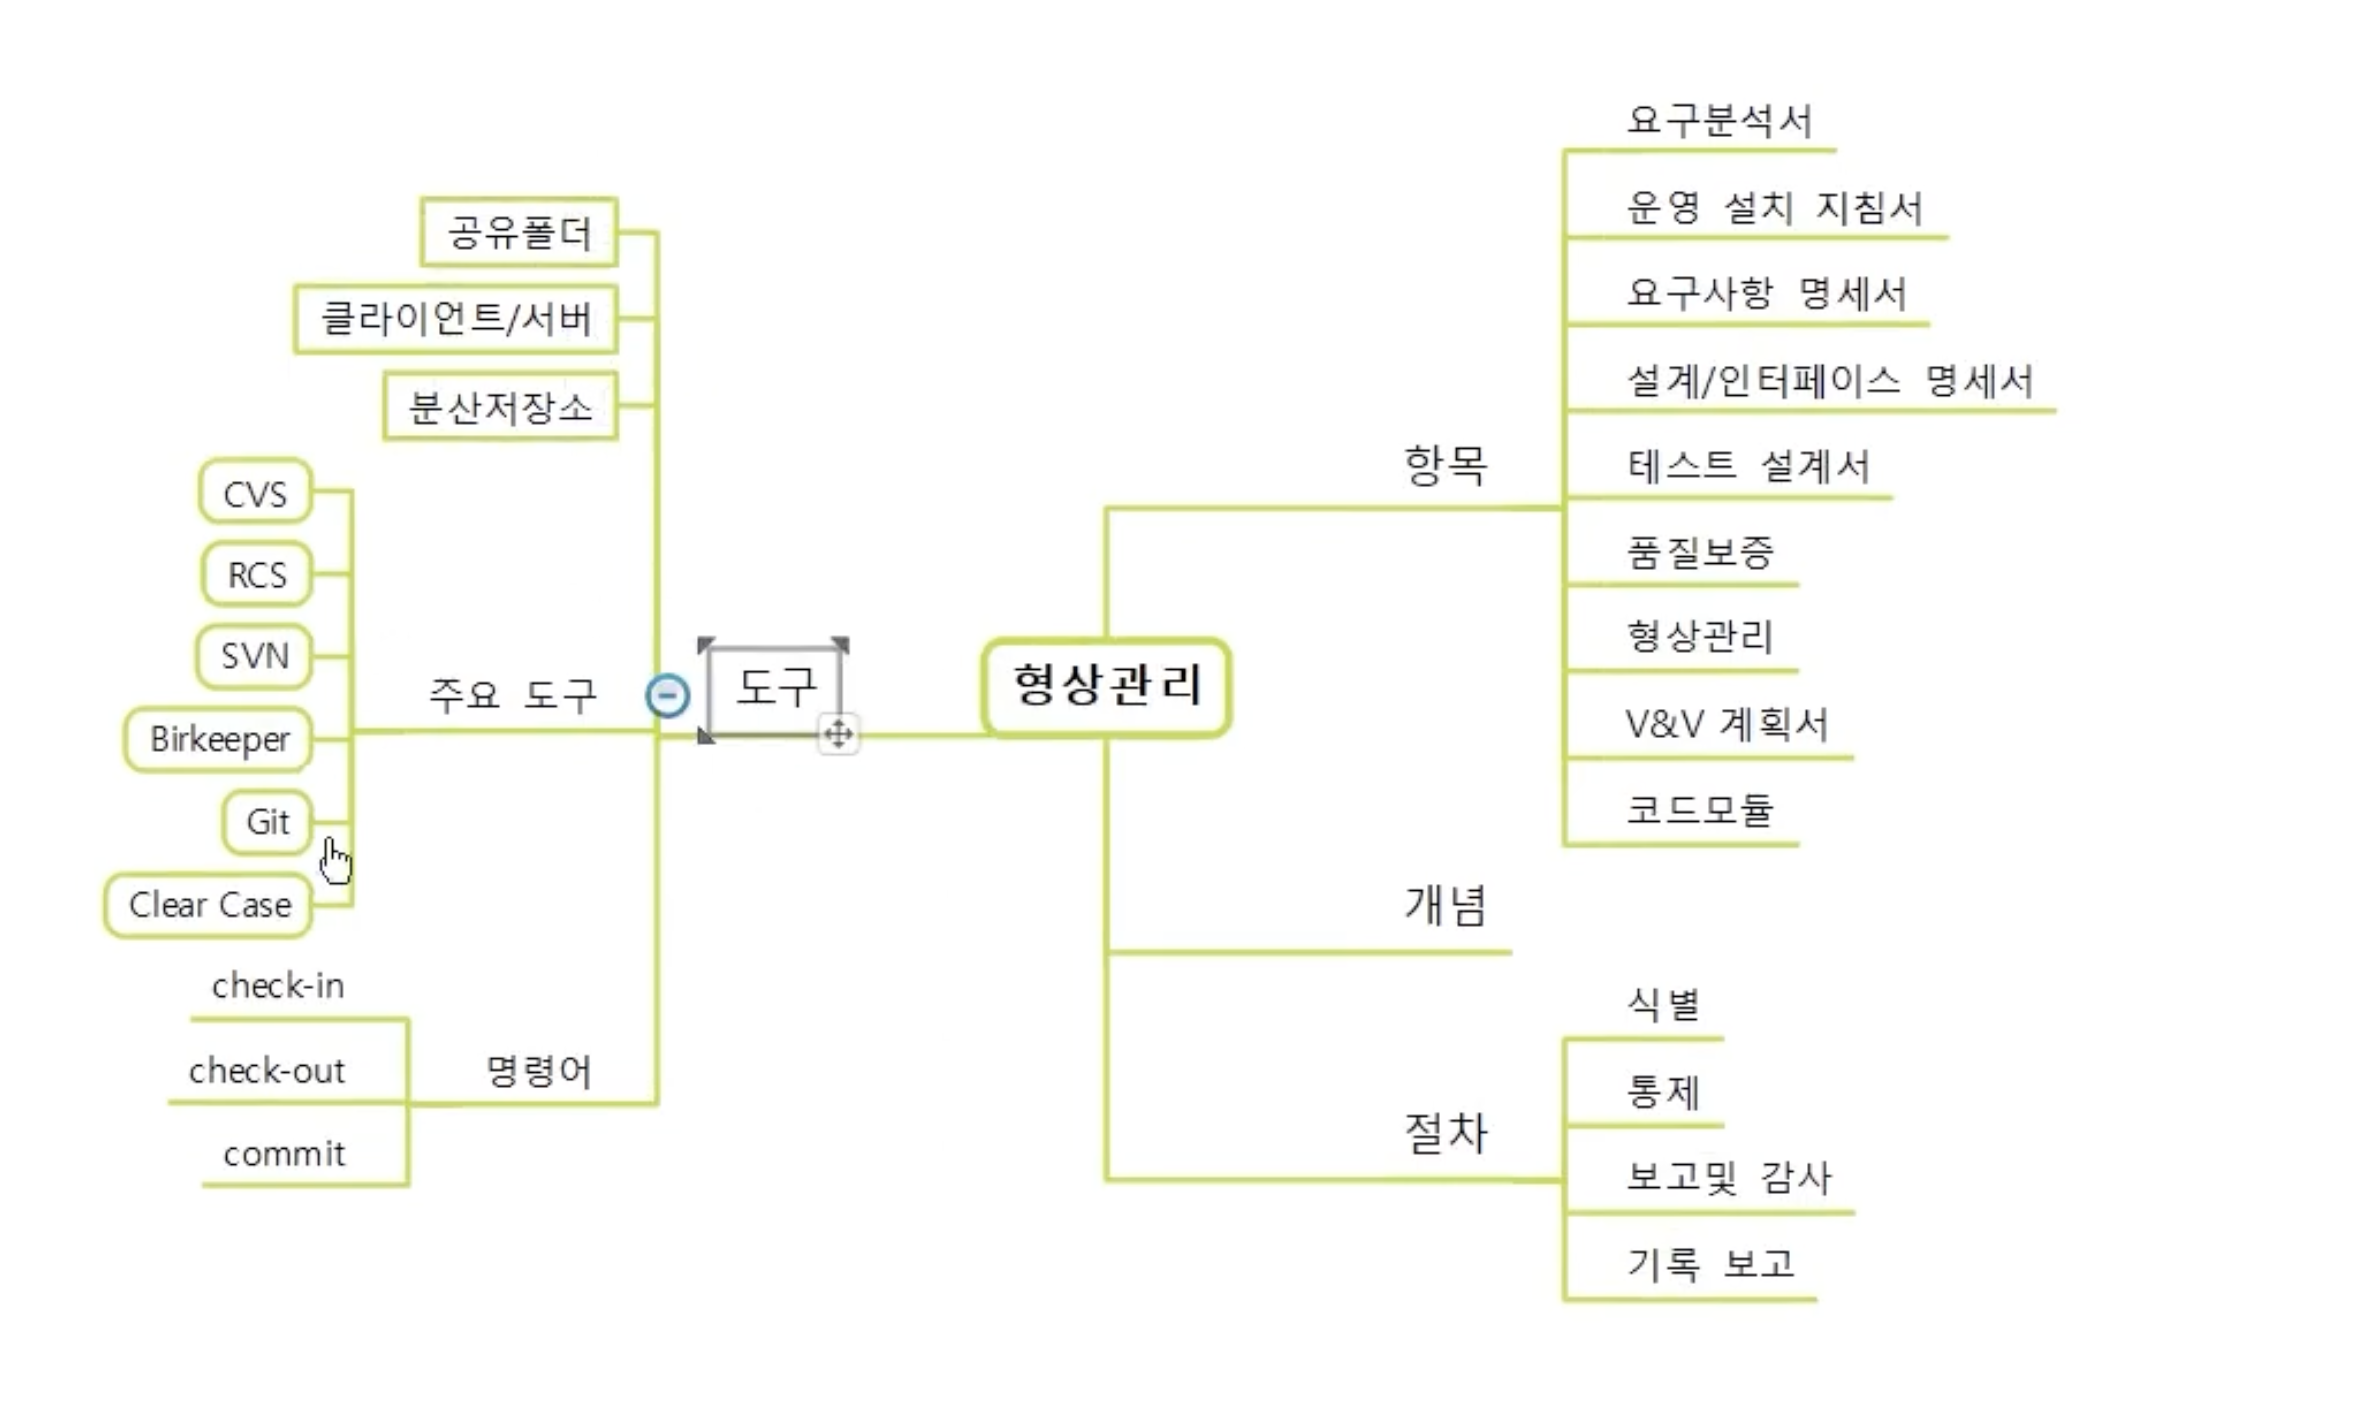 형상관리
도구
공유폴더
클라이언트/서버
분산저장소
주요 도구
CVS
RCS
SVN
Birkeeper
Git
Clear Case
명령어
check-in
check-out
commit
항목
요구분석서
운영 설치 지침서
요구사항 명세서
설계/인터페이스 명세서
테스트 설계서
품질보증
형상관리
V&V 계획서
코드모듈
개념
절차
식별
통제
보고및 감사
기록 보고